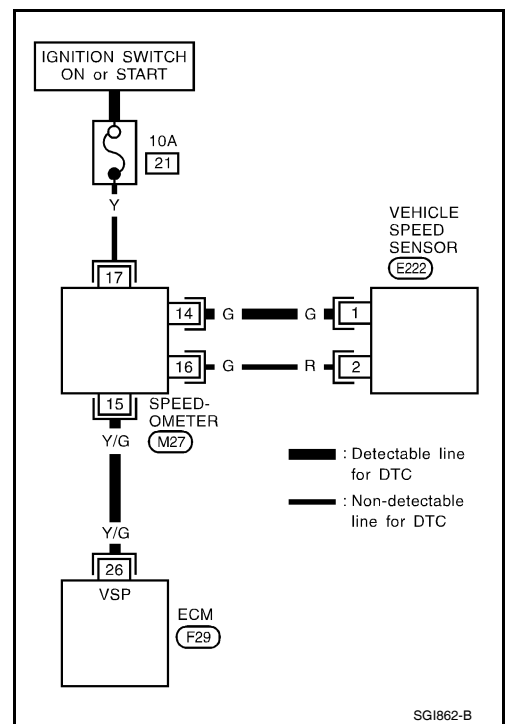 IGNITION SWITCH
ON or START
10A
21
Y
VEHICLE
SPEED
SENSOR
E222
17
14
G
G
1
16
G
R
2
15
SPEED-
OMETER
M27
Y/G
: Detectable line
for DTC
: Non-detectable
line for DTC
Y/G
26
VSP
ECM
F29
SGI862-B